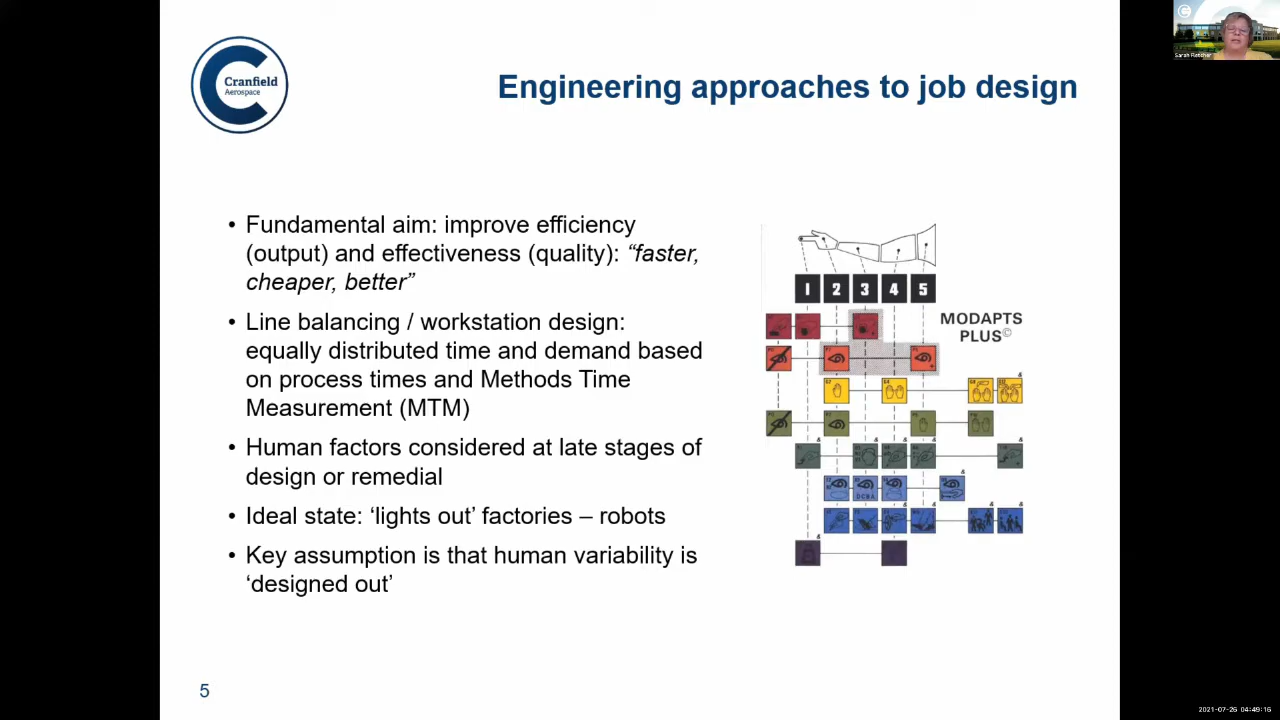 Cranfield
Aerospace
Engineering approaches to job design
Sarah Fletcher
• Fundamental aim: improve efficiency
(output) and effectiveness (quality): “faster,
cheaper, better”
• Line balancing / workstation design:
equally distributed time and demand based
on process times and Methods Time
Measurement (MTM)
• Human factors considered at late stages of
design or remedial
• Ideal state: ‘lights out’ factories – robots
• Key assumption is that human variability is
‘designed out’
1 2 3 4 5
MODAPTS
PLUS©
5
2021-07-26 04:49:16